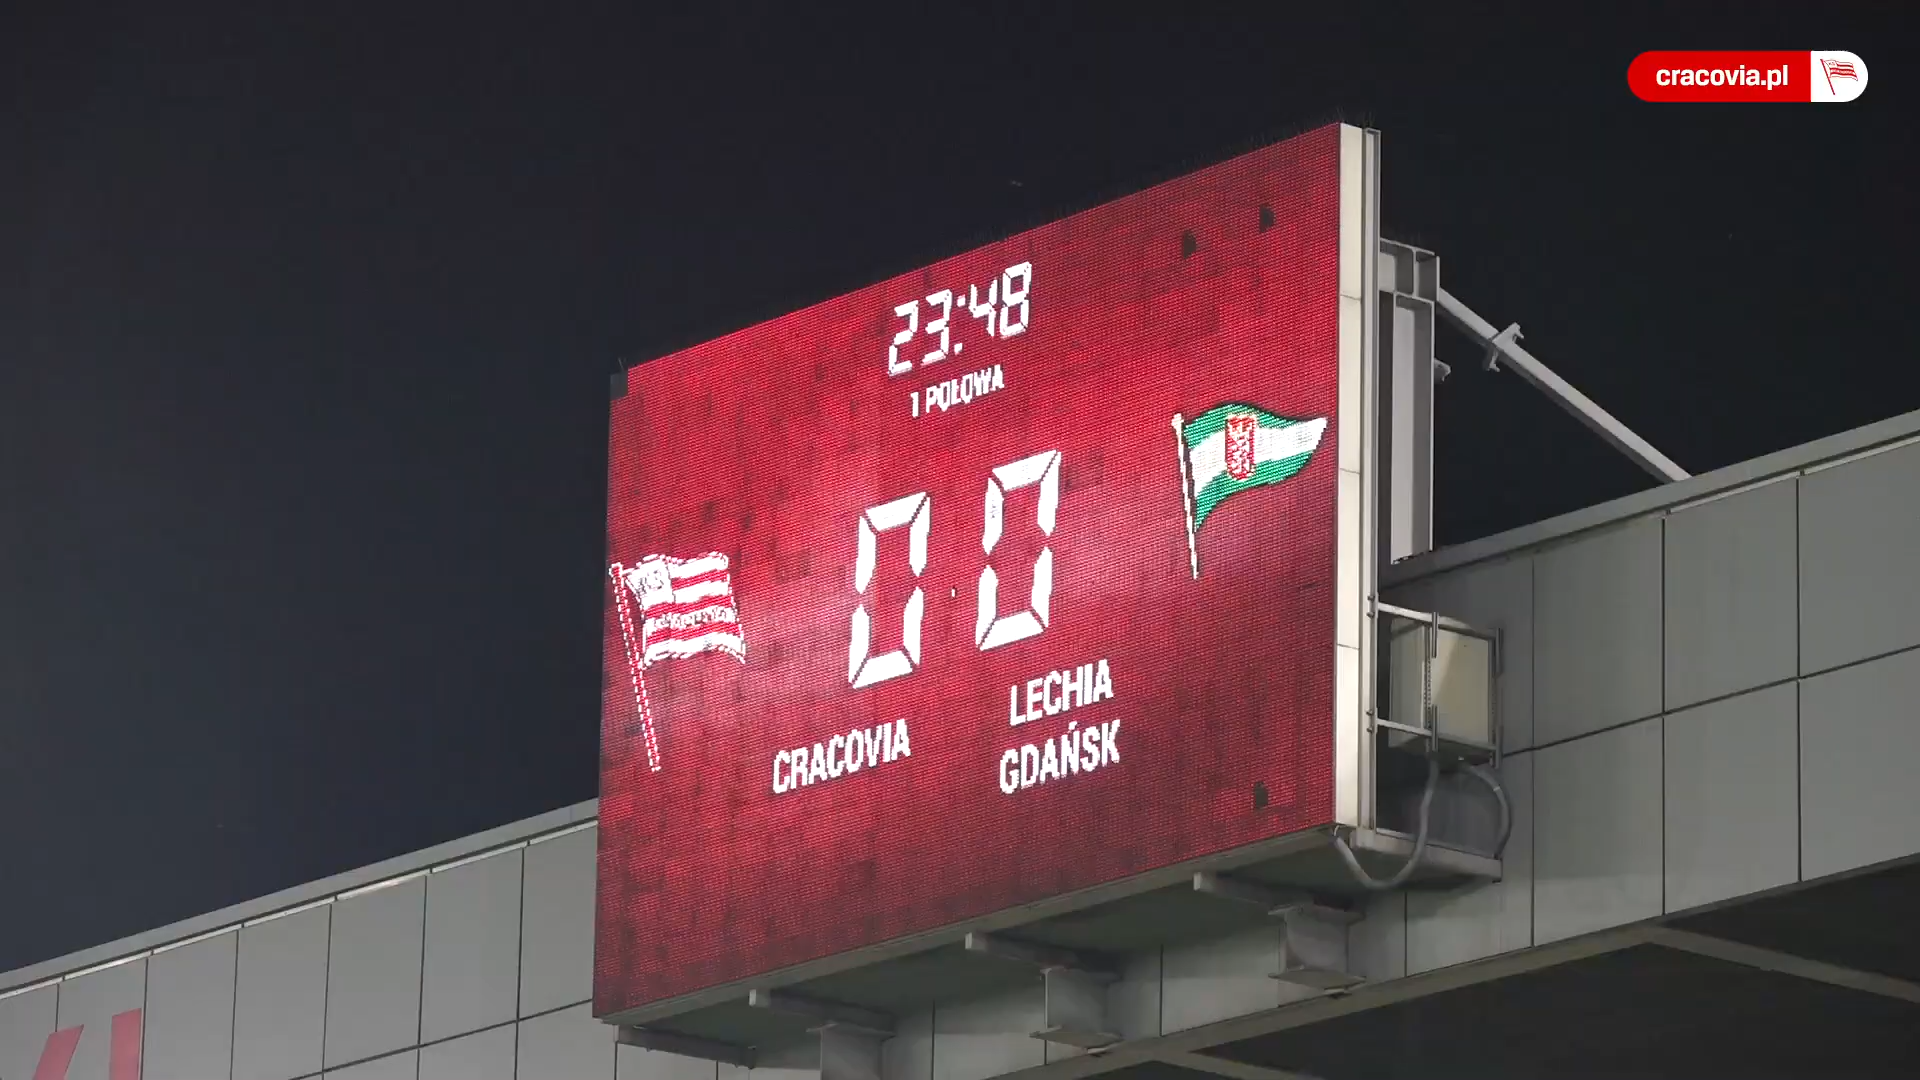 cracovia.pl
23:48
1 POŁOWA
0 0
CRACOVIA
LECHIA
GDAŃSK